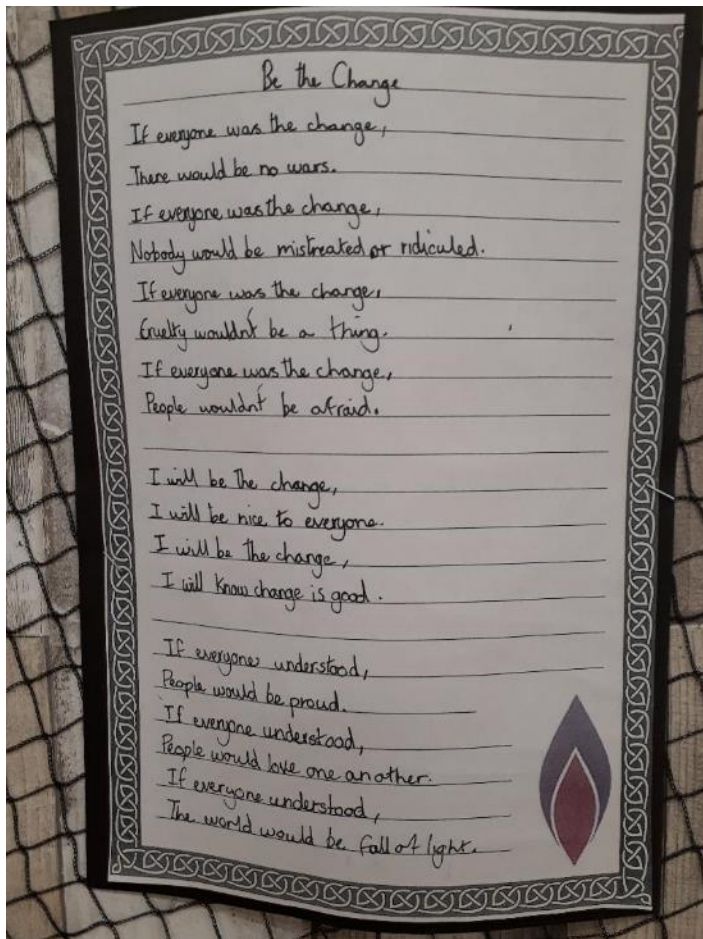 Be the Change
If everyone was the change,
There would be no wars.
If everyone was the change,
Nobody would be mistreated or ridiculed.
If everyone was the change,
Cruelty wouldn't be a thing.
If everyone was the change,
People wouldn't be afraid.
I will be the change,
I will be nice to everyone.
I will be the change,
I will know change is good.
If everyone understood,
People would be proud.
If everyone understood,
People would love one another.
If everyone understood,
The world would be full of light.